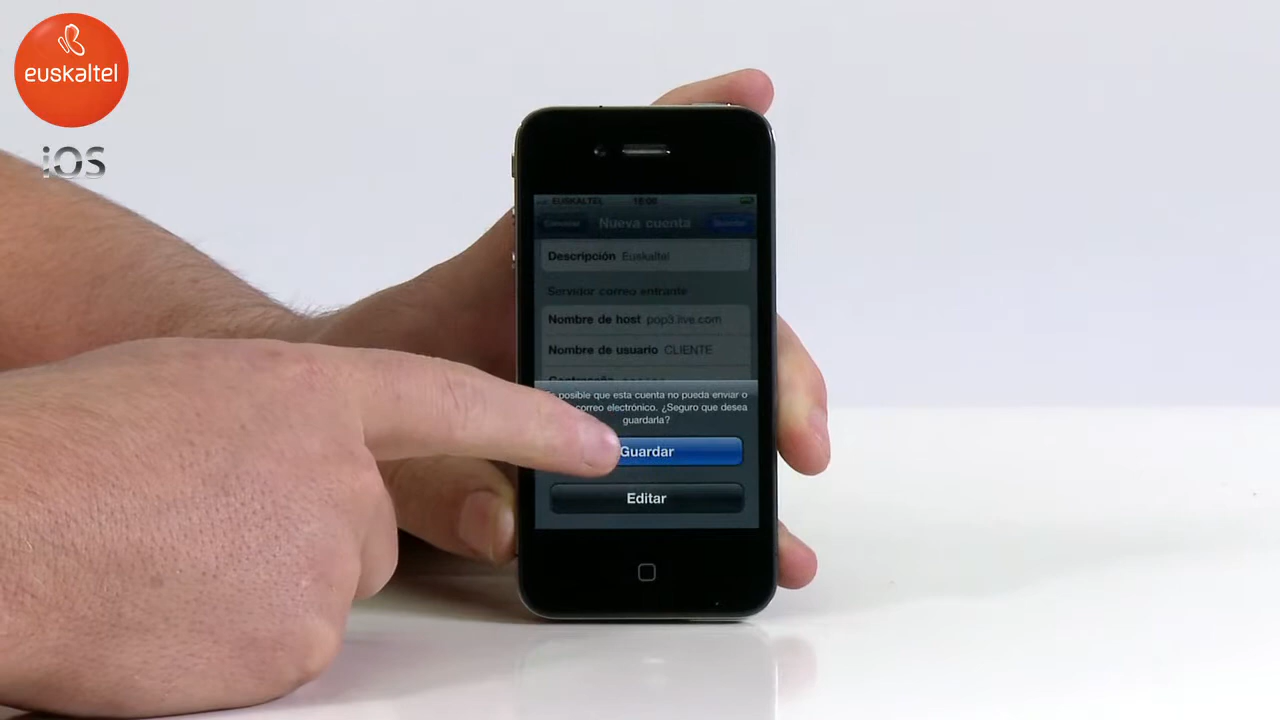 euskaltel
iOS
EUSKALTEL
Nueva cuenta
Descripción Euskaltel
Servidor correo entrante
Nombre de host pop3.live.com
Nombre de usuario CLIENTE
posible que esta cuenta no pueda enviar o
correo electrónico. ¿Seguro que desea
guardarla?
Guardar
Editar